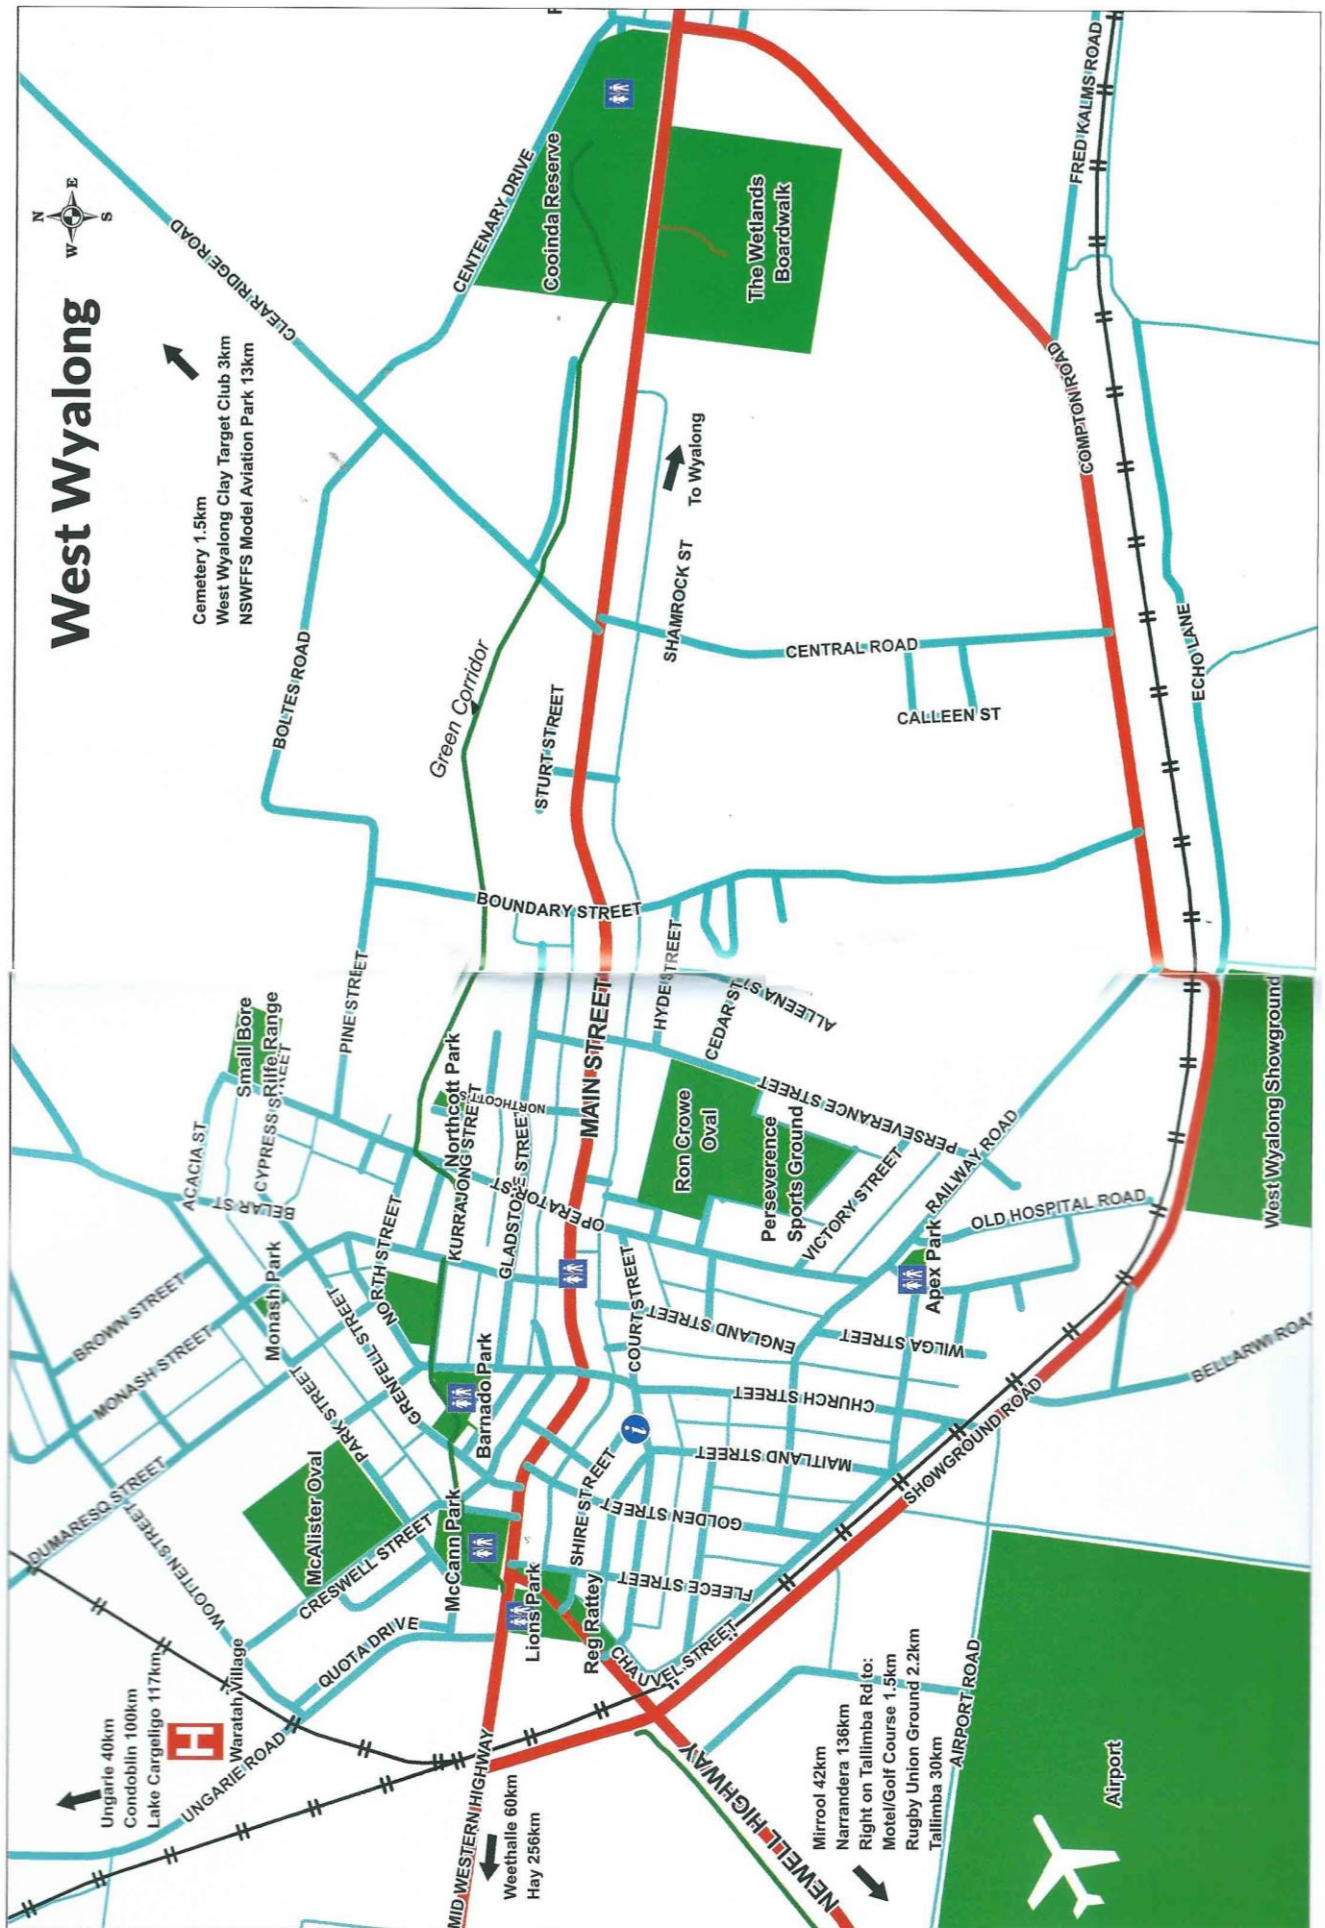 West Wyalong
N
W
E
S
Cemetery 1.5km
West Wyalong Clay Target Club 3km
NSWFFS Model Aviation Park 13km
CLEAR RIDGE ROAD
CENTENARY DRIVE
Cooinda Reserve
The Wetlands
Boardwalk
FRED KALMS ROAD
COMPTON ROAD
BOLTES ROAD
Green Corridor
STURT STREET
SHAMROCK ST
To Wyalong
CENTRAL ROAD
CALLEEN ST
ECHO LANE
BOUNDARY STREET
PINE STREET
Small Bore
Rilfe Range
CYPRESS STREET
ACACIA ST
BELAR ST
Northcott Park
KURRAJONG STREET
NORTHCOTT S
GLADSTONE STREET
MAIN STREET
HYDE STREET
CEDAR ST
ALLEENA ST
PERSEVERANCE STREET
Ron Crowe
Oval
Perseverence
Sports Ground
VICTORY STREET
RAILWAY ROAD
OLD HOSPITAL ROAD
Apex Park
West Wyalong Showground
OPERATOR ST
NORTH STREET
BROWN STREET
MONASH STREET
Monash Park
PARK STREET
GRENFELL STREET
Barnado Park
COURT STREET
ENGLAND STREET
WILGA STREET
CHURCH STREET
MAITLAND STREET
BELLARWI ROA
SHOWGROUND ROAD
i
SHIRE STREET
GOLDEN STREET
FLEECE STREET
McAlister Oval
DUMARESQ STREET
WOOTTEN STREET
CRESWELL STREET
McCann Park
Lions Park
Reg Rattey
CHAUVEL STREET
QUOTA DRIVE
Waratah Village
H
UNGARIE ROAD
Ungarie 40km
Condoblin 100km
Lake Cargeligo 117km
MID WESTERN HIGHWAY
Weethalle 60km
Hay 256km
NEWELL HIGHWAY
Mirrool 42km
Narrandera 136km
Right on Tallimba Rd to:
Motel/Golf Course 1.5km
Rugby Union Ground 2.2km
Tallimba 30km
AIRPORT ROAD
Airport